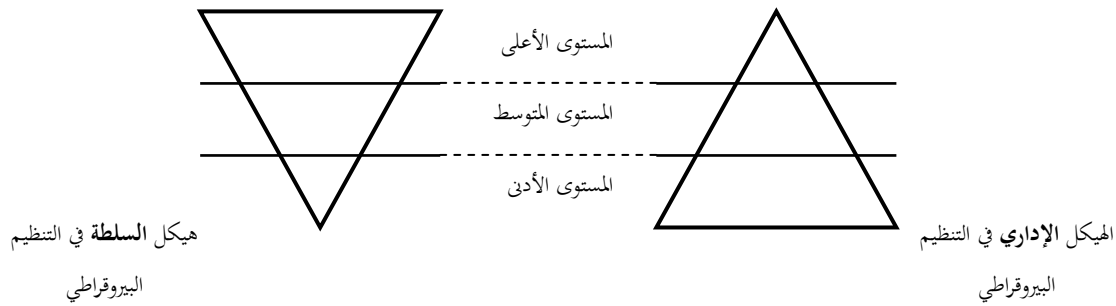 المستوى الأعلى
المستوى المتوسط
المستوى الأدنى
الهيكل الإداري في التنظيم
البيروقراطي
هيكل السلطة في التنظيم
البيروقراطي